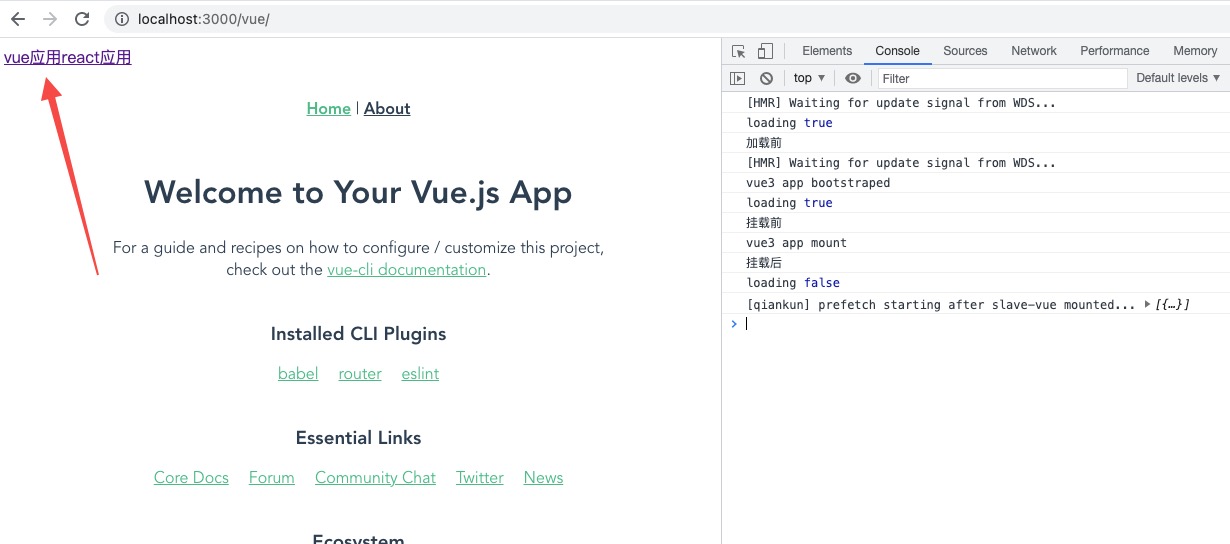 localhost:3000/vue/
vue应用react应用
Home | About
Welcome to Your Vue.js App
For a guide and recipes on how to configure / customize this project,
check out the vue-cli documentation.
Installed CLI Plugins
babel router eslint
Essential Links
Core Docs Forum Community Chat Twitter News
Ecosystem
Elements Console Sources Network Performance Memory
top Filter Default levels
[HMR] Waiting for update signal from WDS...
loading true
加载前
[HMR] Waiting for update signal from WDS...
vue3 app bootstraped
loading true
挂载前
vue3 app mount
挂载后
loading false
[qiankun] prefetch starting after slave-vue mounted... [{…}]